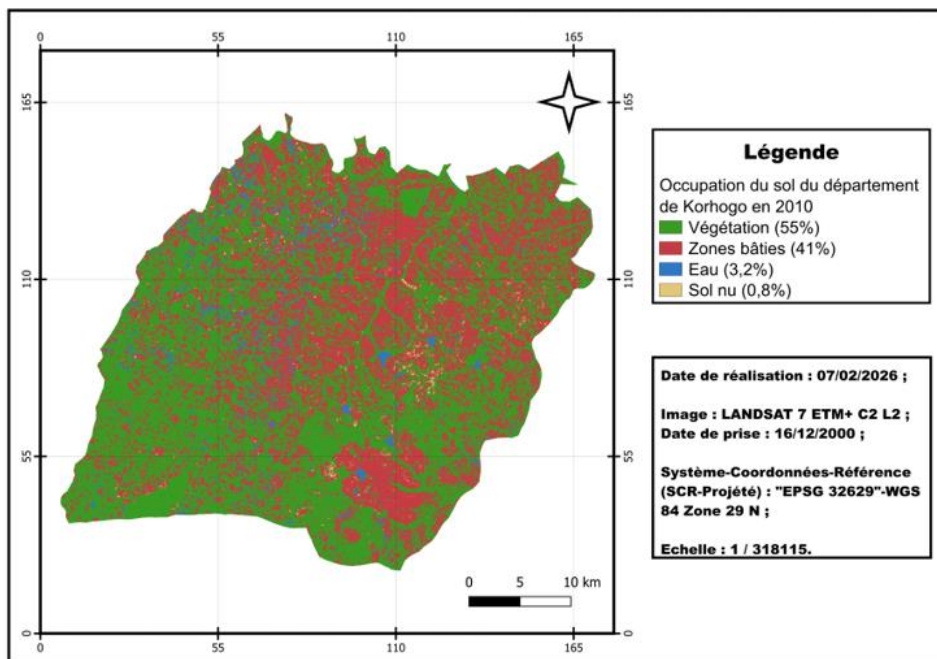 0 55 110 165
165 165
110 110
55 55
0 0
0 55 110 165
0 5 10 km
Légende
Occupation du sol du département
de Korhogo en 2010
Végétation (55%)
Zones bâties (41%)
Eau (3,2%)
Sol nu (0,8%)
Date de réalisation : 07/02/2026 ;
Image : LANDSAT 7 ETM+ C2 L2 ;
Date de prise : 16/12/2000 ;
Système-Coordonnées-Référence
(SCR-Projété) : "EPSG 32629"-WGS
84 Zone 29 N ;
Echelle : 1 / 318115.